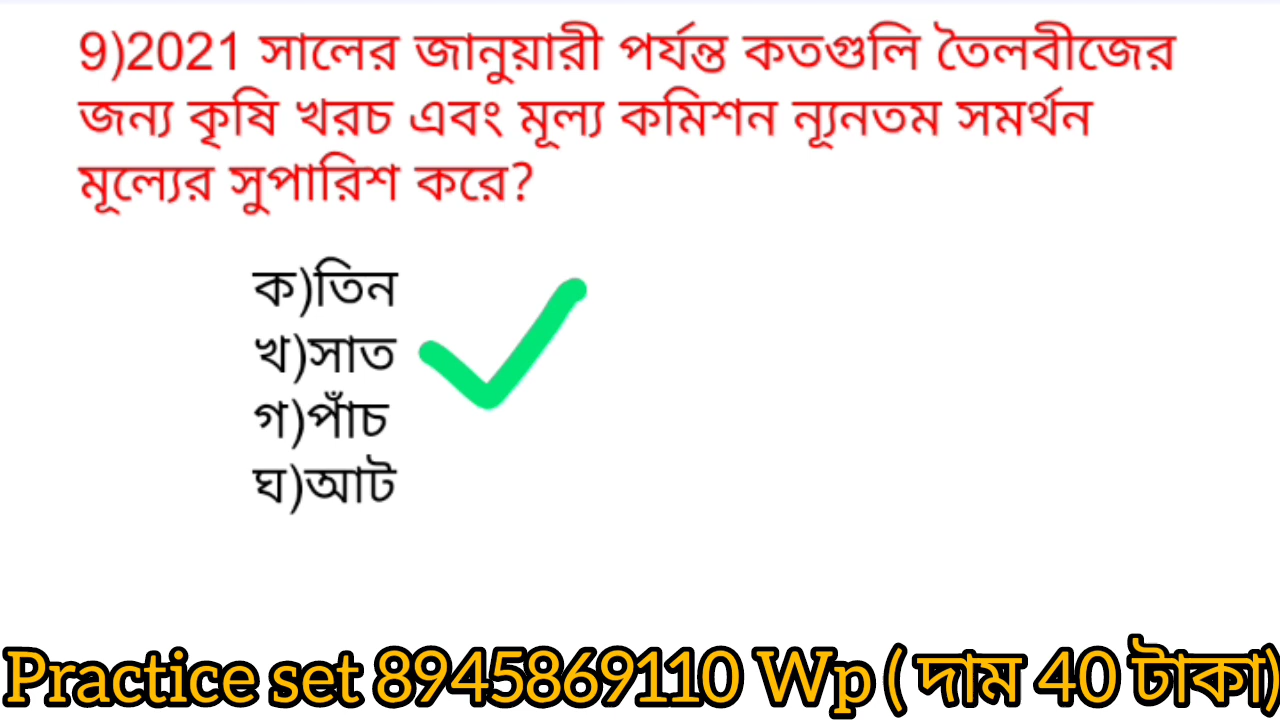 9)2021 সালের জানুয়ারী পর্যন্ত কতগুলি তৈলবীজের
জন্য কৃষি খরচ এবং মূল্য কমিশন ন্যূনতম সমর্থন
মূল্যের সুপারিশ করে?
ক)তিন
খ)সাত
গ)পাঁচ
ঘ)আট
Practice set 8945869110 Wp ( দাম 40 টাকা)